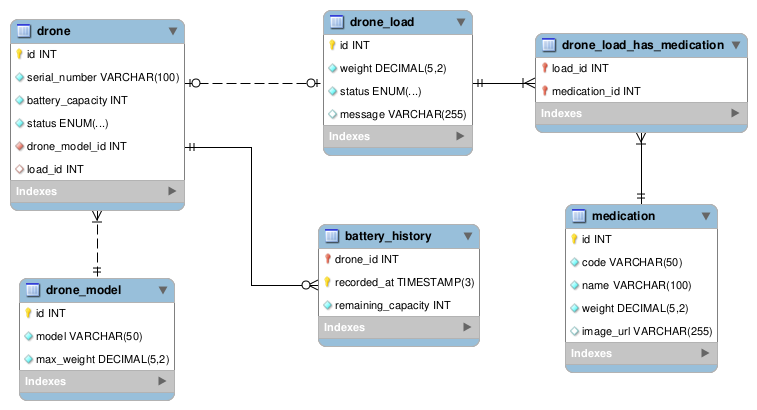 drone
id INT
serial_number VARCHAR(100)
battery_capacity INT
status ENUM(...)
drone_model_id INT
load_id INT
Indexes
drone_load
id INT
weight DECIMAL(5,2)
status ENUM(...)
message VARCHAR(255)
Indexes
drone_load_has_medication
load_id INT
medication_id INT
Indexes
battery_history
drone_id INT
recorded_at TIMESTAMP(3)
remaining_capacity INT
Indexes
medication
id INT
code VARCHAR(50)
name VARCHAR(100)
weight DECIMAL(5,2)
image_url VARCHAR(255)
Indexes
drone_model
id INT
model VARCHAR(50)
max_weight DECIMAL(5,2)
Indexes